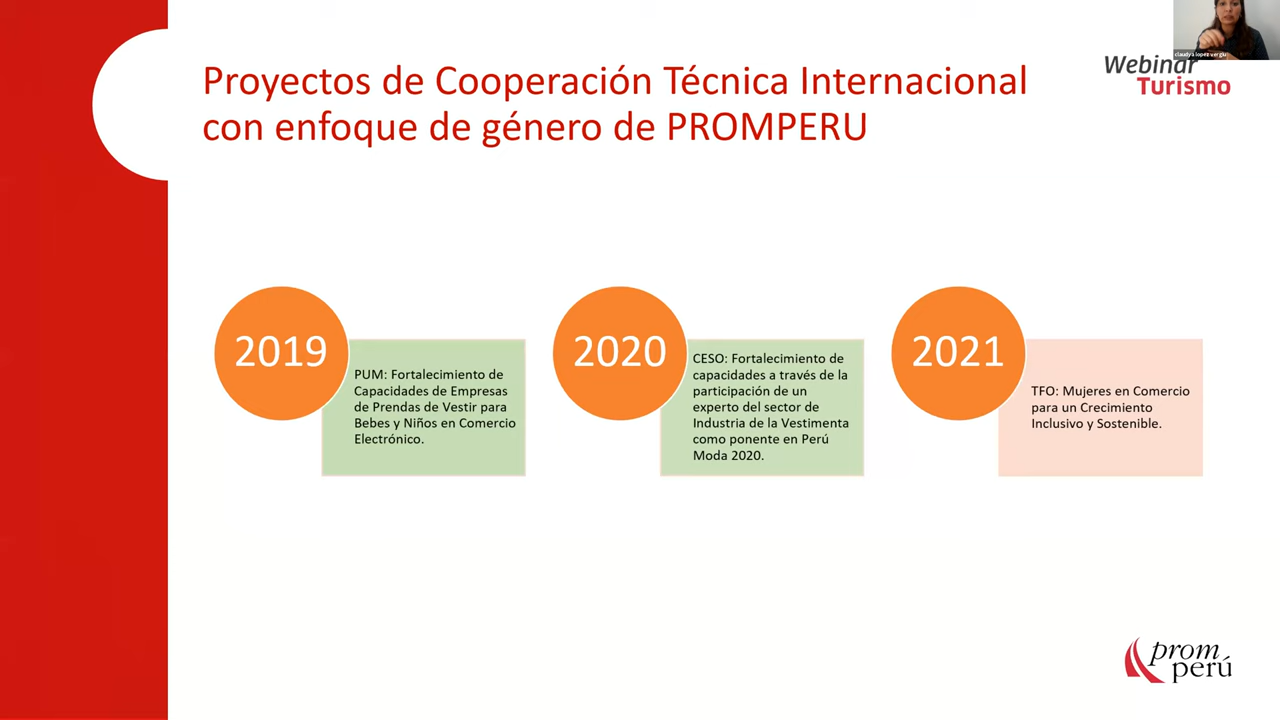 Proyectos de Cooperación Técnica Internacional
con enfoque de género de PROMPERU
claudya lopez vergiu
Webinar
Turismo
2019
PUM: Fortalecimiento de
Capacidades de Empresas
de Prendas de Vestir para
Bebes y Niños en Comercio
Electrónico.
2020
CESO: Fortalecimiento de
capacidades a través de la
participación de un
experto del sector de
Industria de la Vestimenta
como ponente en Perú
Moda 2020.
2021
TFO: Mujeres en Comercio
para un Crecimiento
Inclusivo y Sostenible.
prom
perú